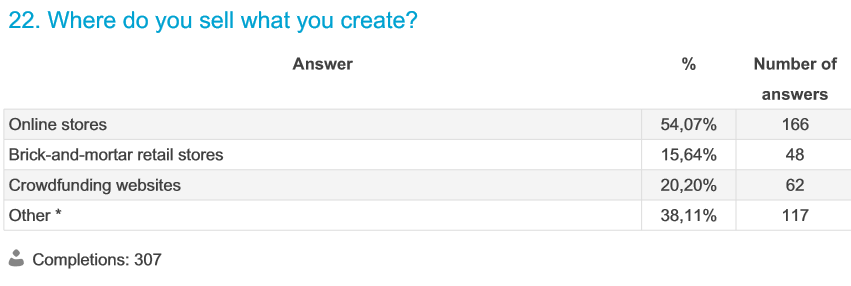 22. Where do you sell what you create?
Answer % Number of
answers
Online stores 54,07% 166
Brick-and-mortar retail stores 15,64% 48
Crowdfunding websites 20,20% 62
Other * 38,11% 117
Completions: 307